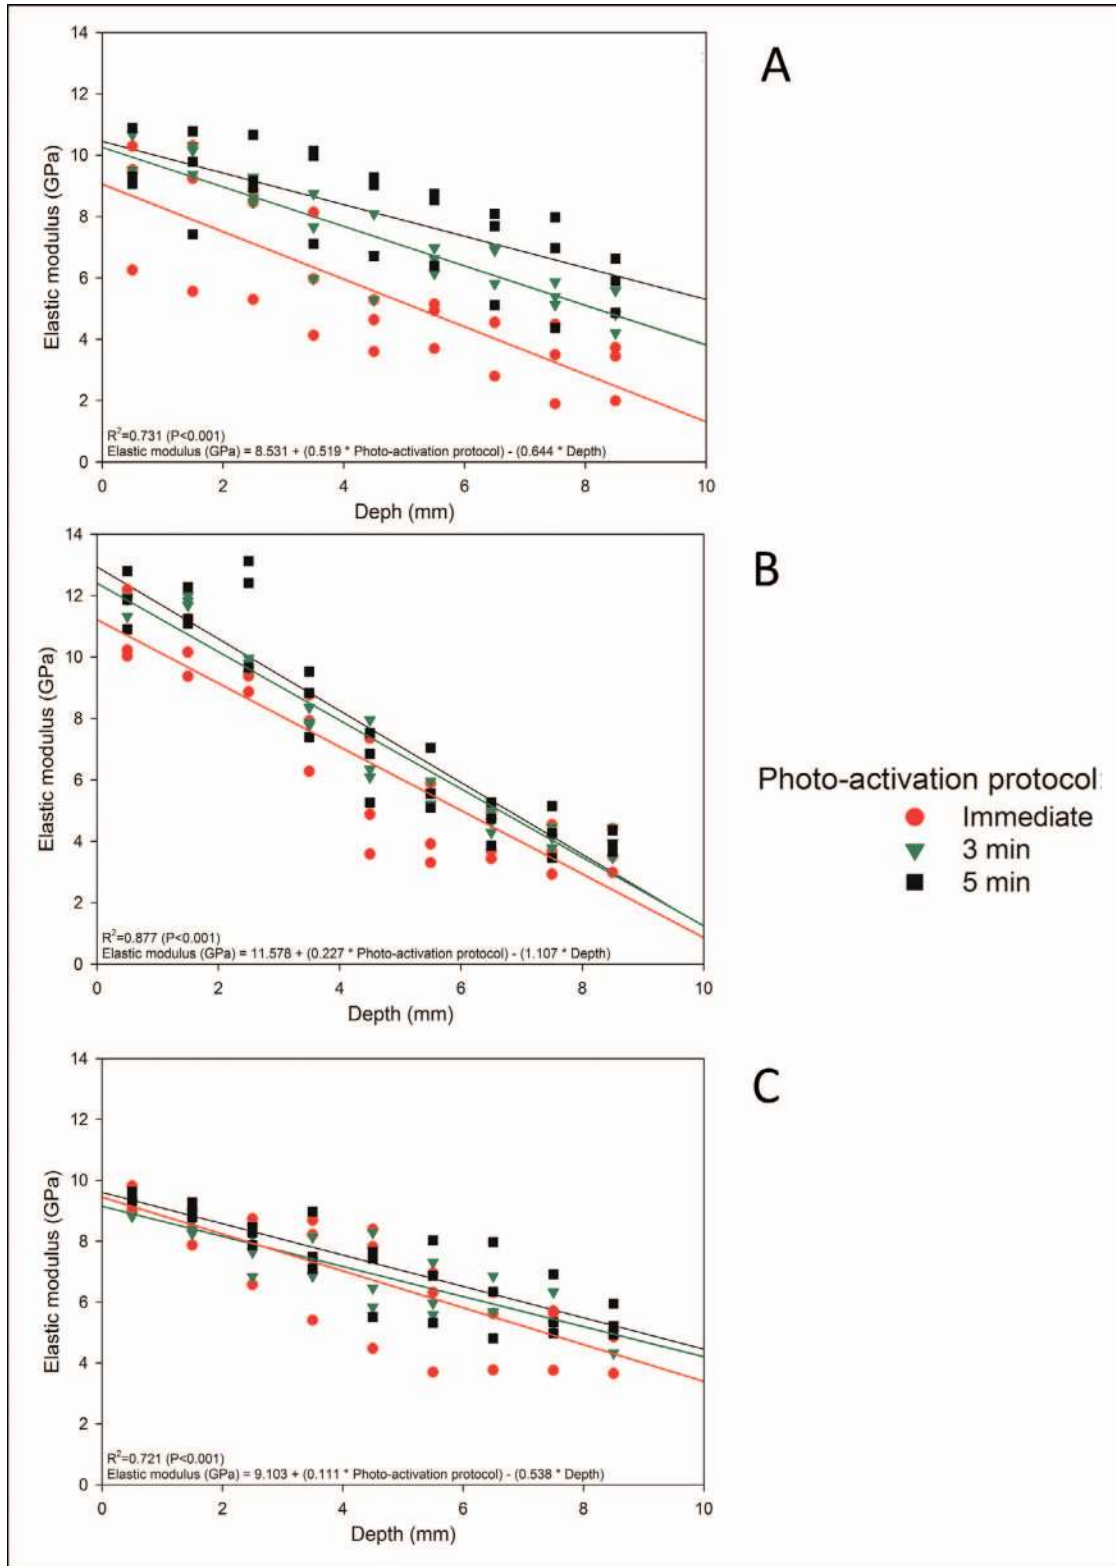 A
14
12
10
8
6
4
2
0
Elastic modulus (GPa)
R²=0.731 (P<0.001)
Elastic modulus (GPa) = 8.531 + (0.519 * Photo-activation protocol) - (0.644 * Depth)
0 2 4 6 8 10
Deph (mm)
B
14
12
10
8
6
4
2
0
Elastic modulus (GPa)
R²=0.877 (P<0.001)
Elastic modulus (GPa) = 11.578 + (0.227 * Photo-activation protocol) - (1.107 * Depth)
0 2 4 6 8 10
Depth (mm)
Photo-activation protocol:
Immediate
3 min
5 min
C
14
12
10
8
6
4
2
0
Elastic modulus (GPa)
R²=0.721 (P<0.001)
Elastic modulus (GPa) = 9.103 + (0.111 * Photo-activation protocol) - (0.538 * Depth)
0 2 4 6 8 10
Depth (mm)